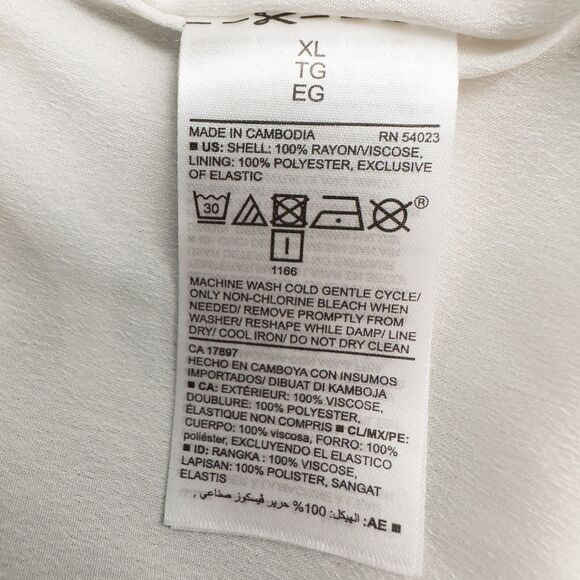 XL
TG
EG
MADE IN CAMBODIA RN 54023
■ US: SHELL: 100% RAYON/VISCOSE,
LINING: 100% POLYESTER, EXCLUSIVE
OF ELASTIC
30
®
1166
MACHINE WASH COLD GENTLE CYCLE/
ONLY NON-CHLORINE BLEACH WHEN
NEEDED/ REMOVE PROMPTLY FROM
WASHER/ RESHAPE WHILE DAMP/ LINE
DRY/ COOL IRON/ DO NOT DRY CLEAN
CA 17897
HECHO EN CAMBOYA CON INSUMOS
IMPORTADOS/ DIBUAT DI KAMBOJA
■ CA: EXTÉRIEUR: 100% VISCOSE,
DOUBLURE: 100% POLYESTER,
ÉLASTIQUE NON COMPRIS ■ CL/MX/PE:
CUERPO: 100% viscosa, FORRO: 100%
poliéster, EXCLUYENDO EL ELASTICO
■ ID: RANGKA : 100% VISCOSE,
LAPISAN: 100% POLISTER, SANGAT
ELASTIS
■ AE: الهيكل: 100% حرير فيسكوز صناعي ,